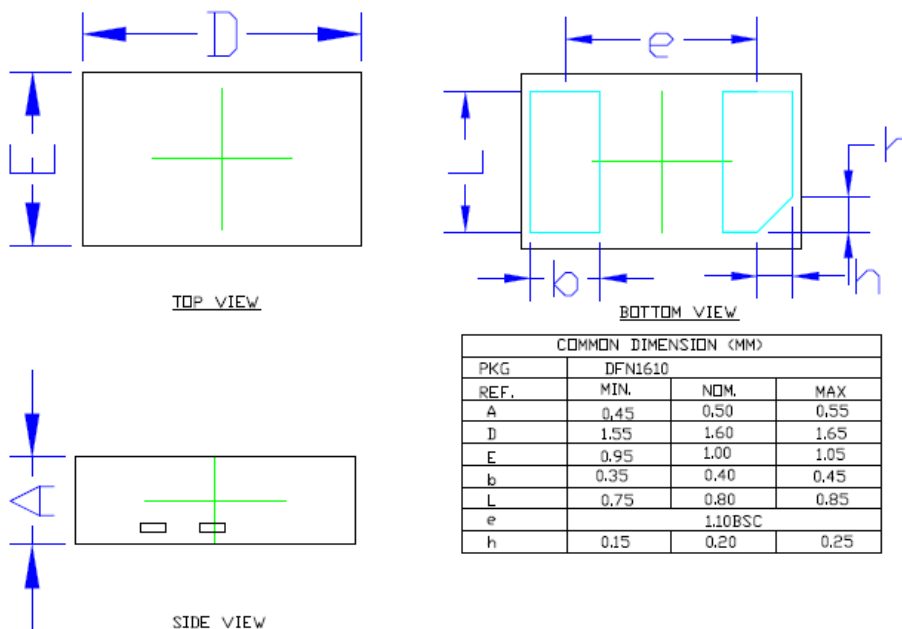 D
E
TOP VIEW
e
L
h
b
h
BOTTOM VIEW
A
SIDE VIEW
COMMON DIMENSION (MM)
PKG DFN1610
REF. MIN. NOM. MAX
A 0.45 0.50 0.55
D 1.55 1.60 1.65
E 0.95 1.00 1.05
b 0.35 0.40 0.45
L 0.75 0.80 0.85
e 1.10BSC
h 0.15 0.20 0.25